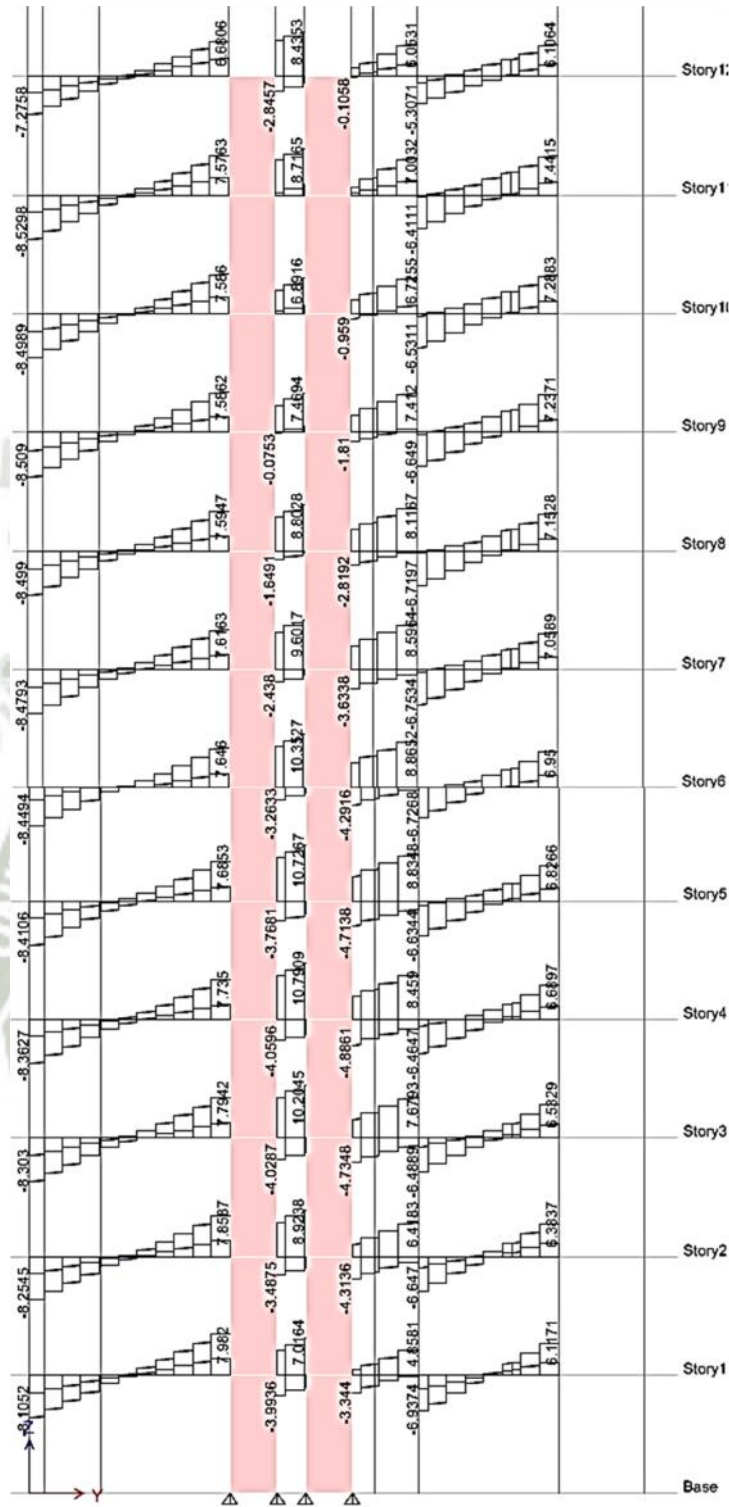 6.6806 8.4353 6.0531 6.1064
Story12
-7.2758 -2.8457 -0.1058 -5.3071
7.5763 8.7165 7.0032 7.4415
Story1
-8.5298 -6.4111
7.586 6.8916 6.7255 7.2883
Story10
-8.4989 -0.959 -6.5311
7.5862 7.4694 7.412 7.2371
Story9
-8.509 -0.0753 -1.81 -6.649
7.5947 8.8028 8.1167 7.1528
Story8
-8.499 -1.6491 -2.8192 -6.7197
7.6163 9.6017 8.5964 7.0589
Story7
-8.4793 -2.438 -3.6338 -6.7534
7.646 10.3527 8.8652 6.95
Story6
-8.4494 -3.2633 -4.2916 -6.7268
7.6853 10.7267 8.8348 6.8266
Story5
-8.4106 -3.7681 -4.7138 -6.6344
7.735 10.7909 8.459 6.6897
Story4
-8.3627 -4.0596 -4.8861 -6.4647
7.7942 10.2045 7.6793 6.5329
Story3
-8.303 -4.0287 -4.7348 -6.4889
7.8587 8.9238 6.4183 6.3837
Story2
-8.2545 -3.4875 -4.3136 -6.647
7.982 7.0164 4.8581 6.1171
Story1
-8.1052 -3.9936 -3.344 -6.9374
Z
Y
Base